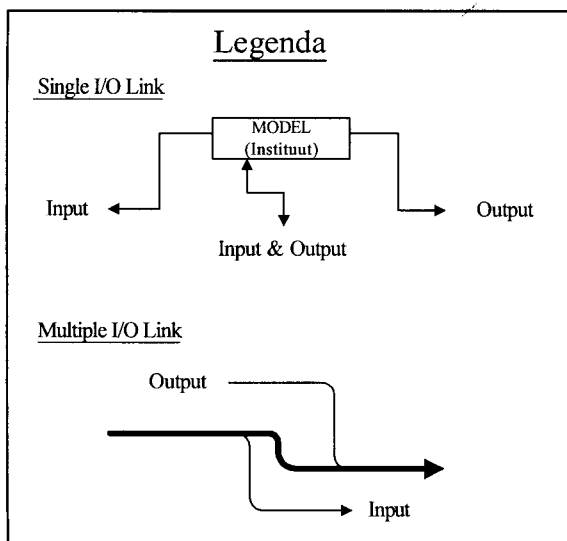 Legenda
Single I/O Link
MODEL
(Instituut)
Input
Output
Input & Output
Multiple I/O Link
Output
Input